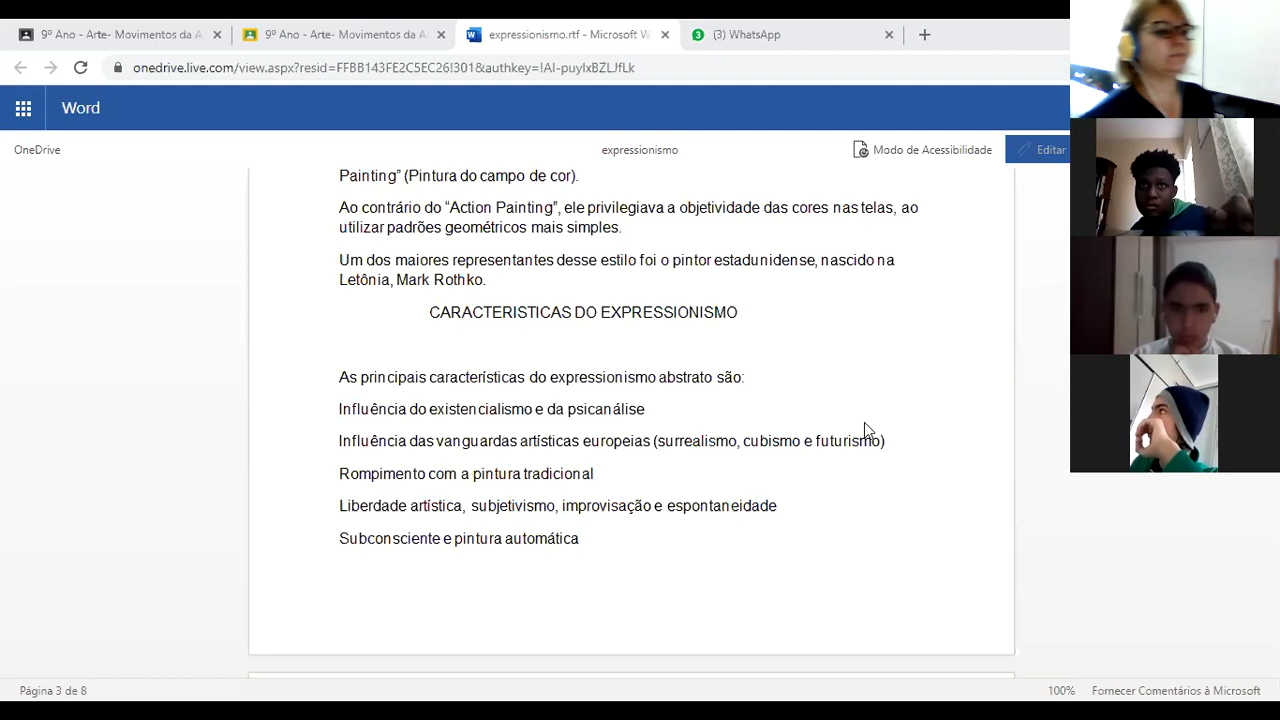 9º Ano - Arte- Movimentos da A
9º Ano - Arte- Movimentos da A
expressionismo.rtf - Microsoft W
3
(3) WhatsApp
onedrive.live.com/view.aspx?resid=FFBB143FE2C5EC26!301&authkey=!AI-puylxBZLJfLk
Word
OneDrive
expressionismo
Modo de Acessibilidade
Editar
Painting” (Pintura do campo de cor).
Ao contrário do “Action Painting”, ele privilegiava a objetividade das cores nas telas, ao
utilizar padrões geométricos mais simples.
Um dos maiores representantes desse estilo foi o pintor estadunidense, nascido na
Letônia, Mark Rothko.
CARACTERISTICAS DO EXPRESSIONISMO
As principais características do expressionismo abstrato são:
Influência do existencialismo e da psicanálise
Influência das vanguardas artísticas europeias (surrealismo, cubismo e futurismo)
Rompimento com a pintura tradicional
Liberdade artística, subjetivismo, improvisação e espontaneidade
Subconsciente e pintura automática
Página 3 de 8
100%
Fornecer Comentários à Microsoft